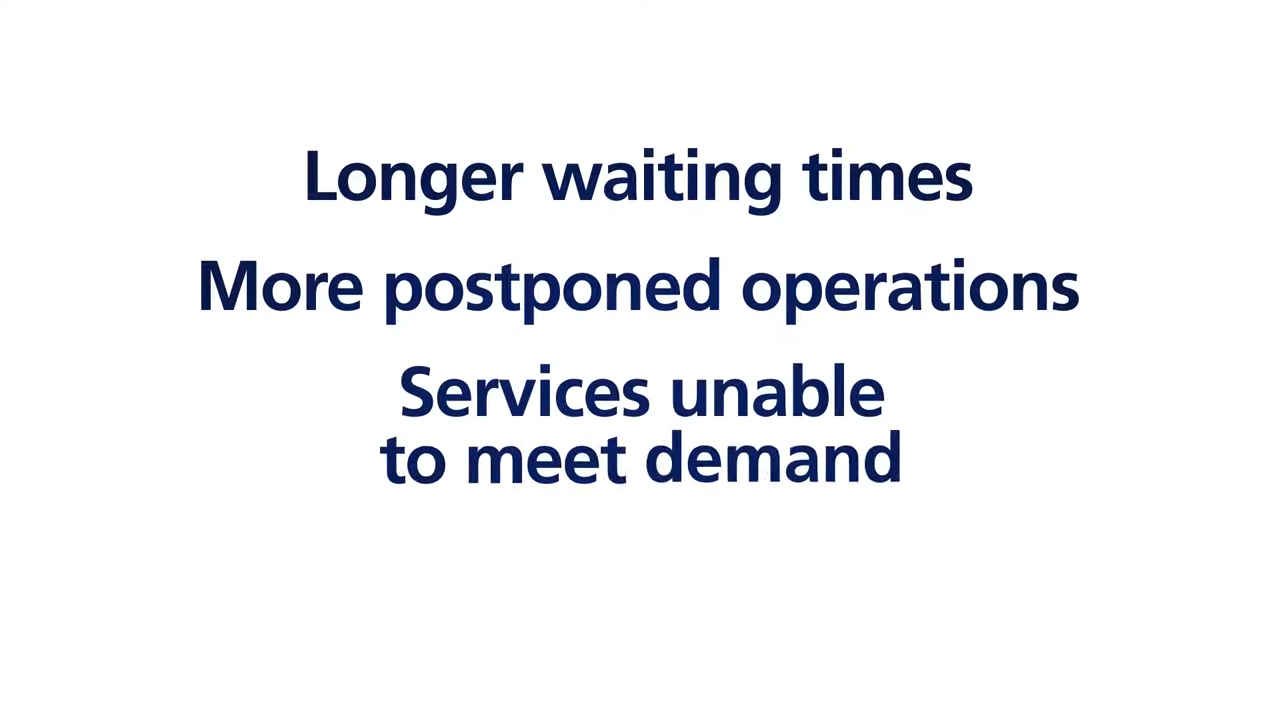 Longer waiting times
More postponed operations
Services unable
to meet demand